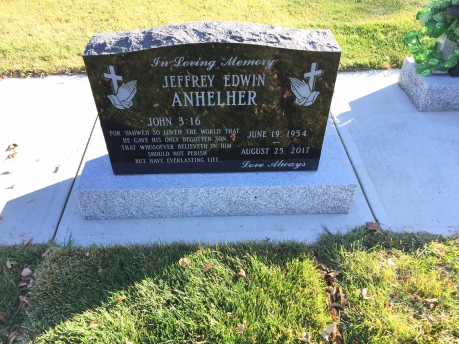 In Loving Memory
JEFFREY EDWIN
ANHELHER
JOHN 3:16
FOR YAHWEH SO LOVED THE WORLD THAT
HE GAVE HIS ONLY BEGOTTEN SON,
THAT WHOSOEVER BELIEVETH IN HIM
SHOULD NOT PERISH
BUT HAVE EVERLASTING LIFE
JUNE 19, 1954
AUGUST 25, 2017
Love Always